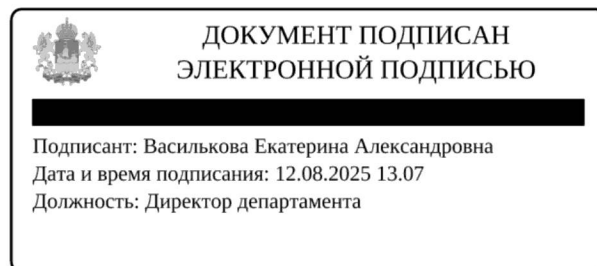 ДОКУМЕНТ ПОДПИСАН
ЭЛЕКТРОННОЙ ПОДПИСЬЮ
Подписант: Василькова Екатерина Александровна
Дата и время подписания: 12.08.2025 13.07
Должность: Директор департамента